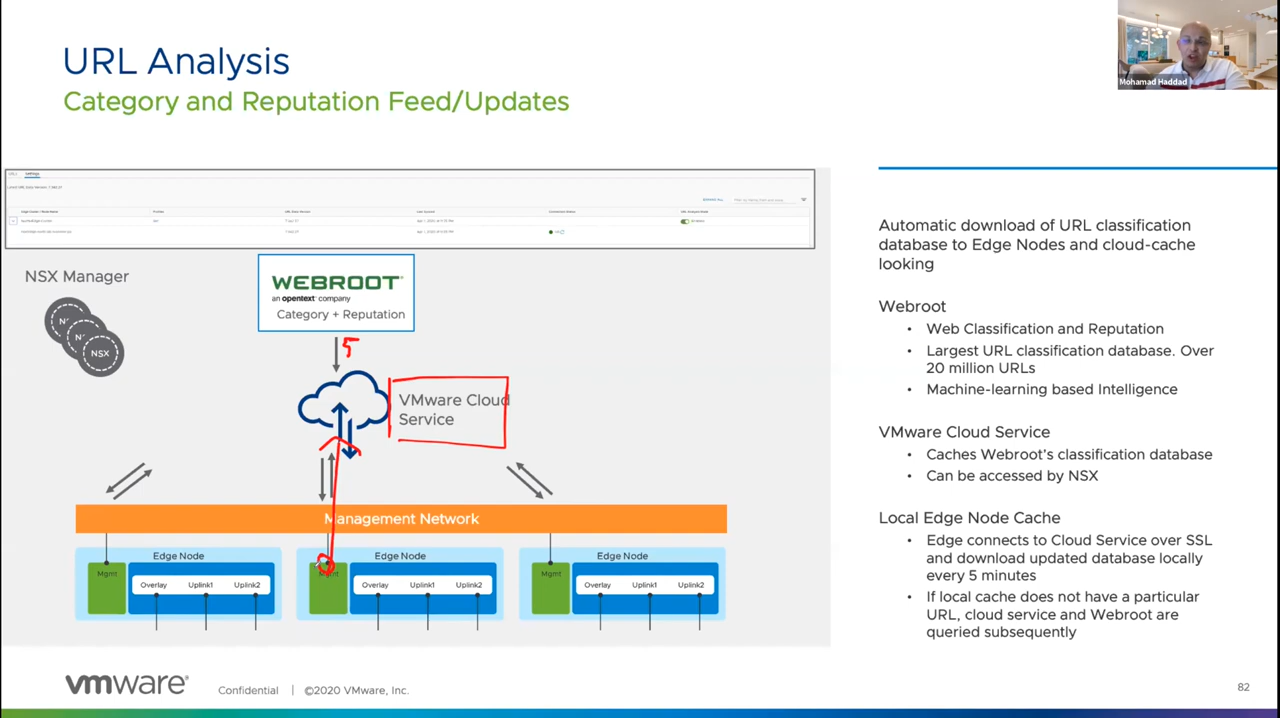 URL Analysis
Category and Reputation Feed/Updates
Mohamad Haddad
URLs Settings
EXPAND ALL
NSX Manager
NSX
WEBROOT®
an opentext company
Category + Reputation
5
VMware Cloud
Service
Management Network
Edge Node
Mgmt
Overlay Uplink1 Uplink2
Edge Node
Mgmt
Overlay Uplink1 Uplink2
Edge Node
Mgmt
Overlay Uplink1 Uplink2
Automatic download of URL classification
database to Edge Nodes and cloud-cache
looking
Webroot
• Web Classification and Reputation
• Largest URL classification database. Over
20 million URLs
• Machine-learning based Intelligence
VMware Cloud Service
• Caches Webroot's classification database
• Can be accessed by NSX
Local Edge Node Cache
• Edge connects to Cloud Service over SSL
and download updated database locally
every 5 minutes
• If local cache does not have a particular
URL, cloud service and Webroot are
queried subsequently
vmware®
Confidential | ©2020 VMware, Inc.
82